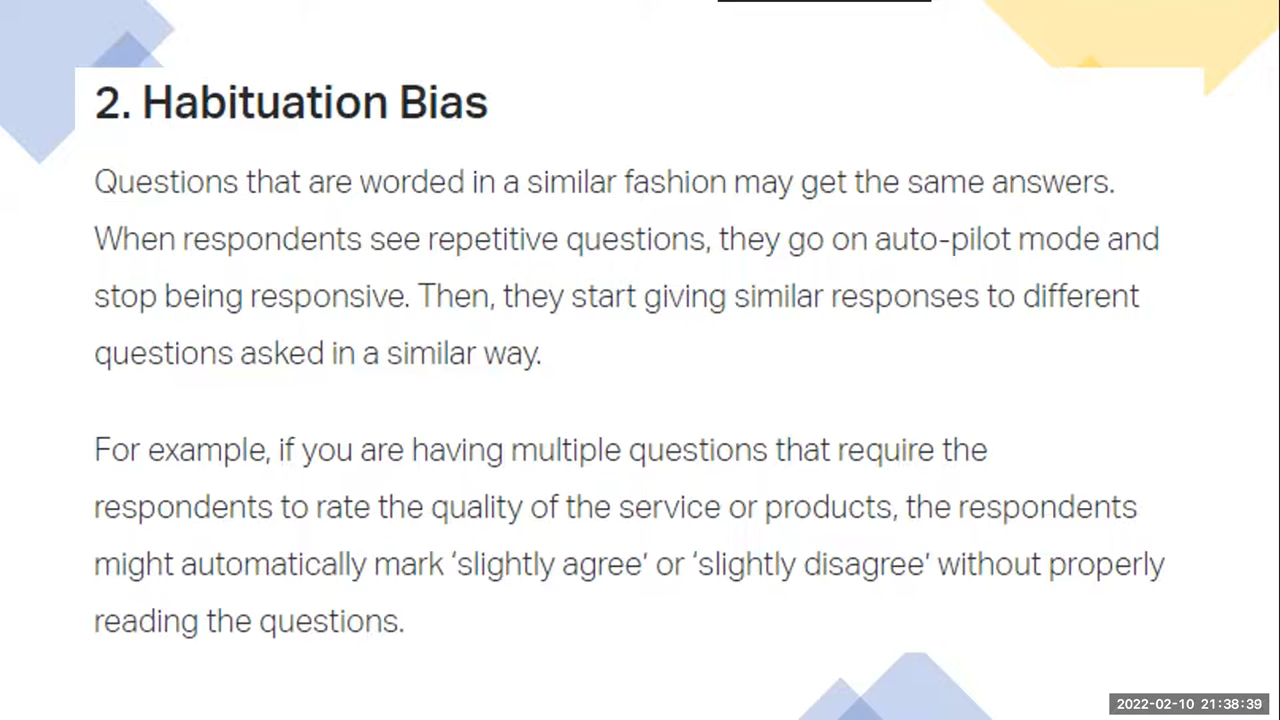 2. Habituation Bias
Questions that are worded in a similar fashion may get the same answers.
When respondents see repetitive questions, they go on auto-pilot mode and
stop being responsive. Then, they start giving similar responses to different
questions asked in a similar way.
For example, if you are having multiple questions that require the
respondents to rate the quality of the service or products, the respondents
might automatically mark ‘slightly agree’ or ‘slightly disagree’ without properly
reading the questions.
2022-02-10 21:38:39